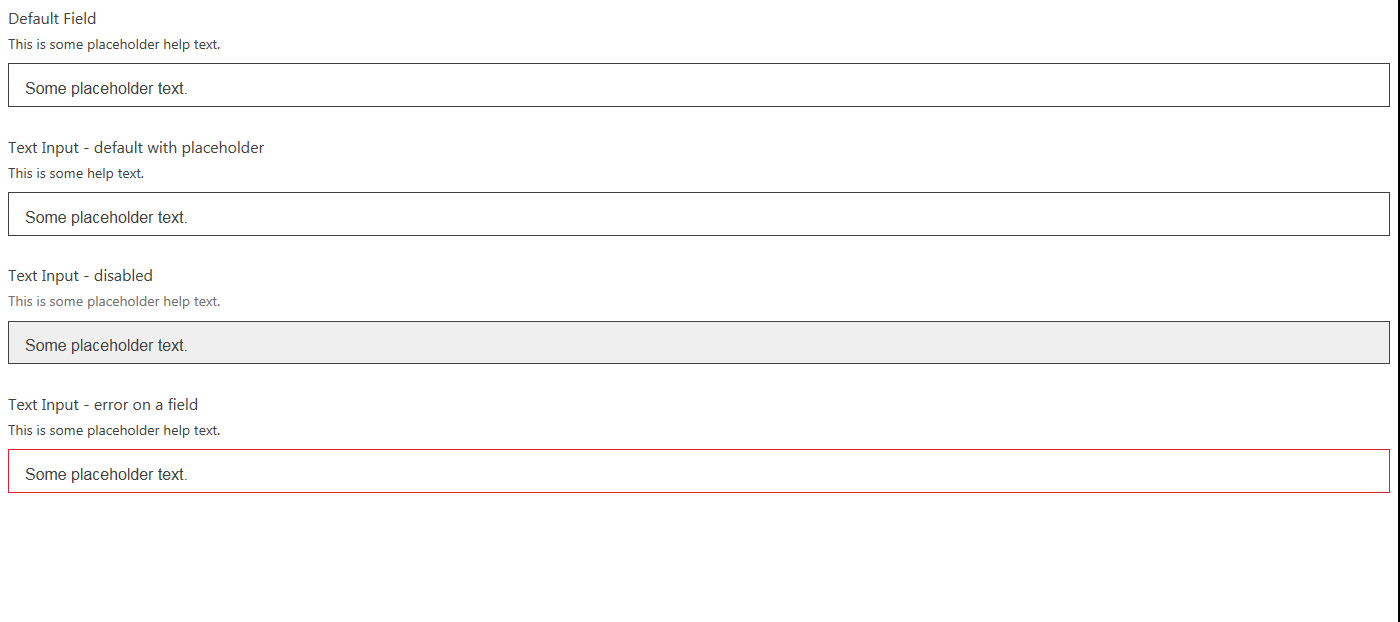 Default Field
This is some placeholder help text.
Some placeholder text.
Text Input - default with placeholder
This is some help text.
Some placeholder text.
Text Input - disabled
This is some placeholder help text.
Some placeholder text.
Text Input - error on a field
This is some placeholder help text.
Some placeholder text.